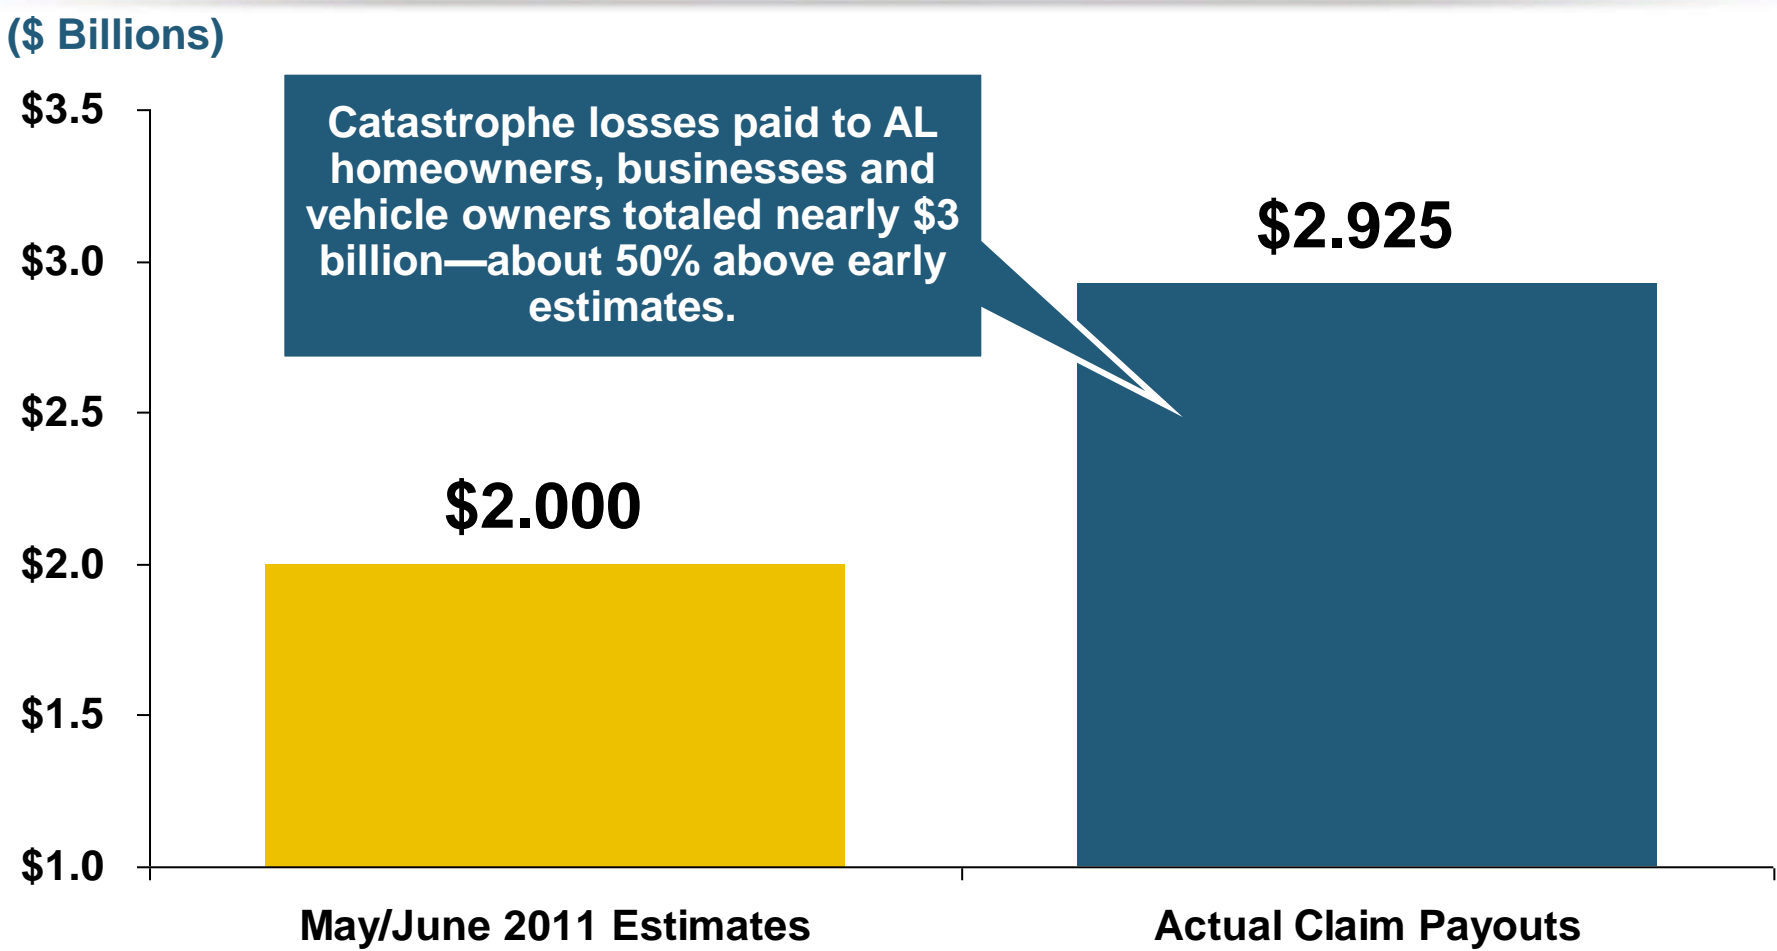 ($ Billions)
$3.5
$3.0
$2.5
$2.0
$1.5
$1.0
Catastrophe losses paid to AL
homeowners, businesses and
vehicle owners totaled nearly $3
billion—about 50% above early
estimates.
$2.000
$2.925
May/June 2011 Estimates
Actual Claim Payouts